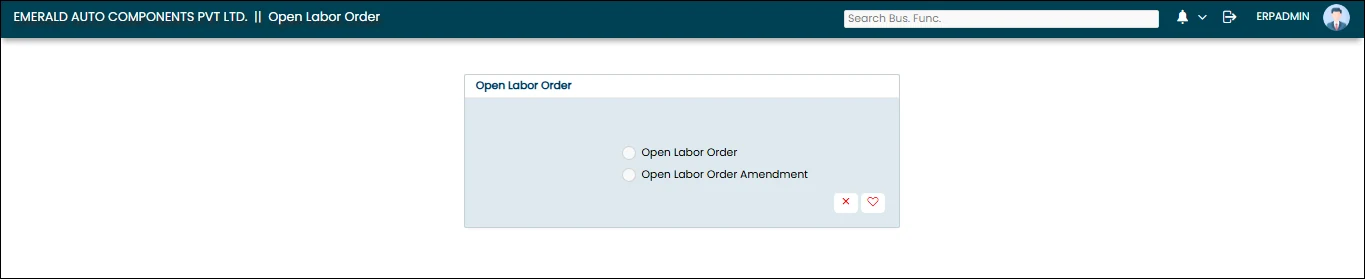 EMERALD AUTO COMPONENTS PVT LTD. || Open Labor Order
Search Bus. Func.
ERPADMIN
Open Labor Order
Open Labor Order
Open Labor Order Amendment